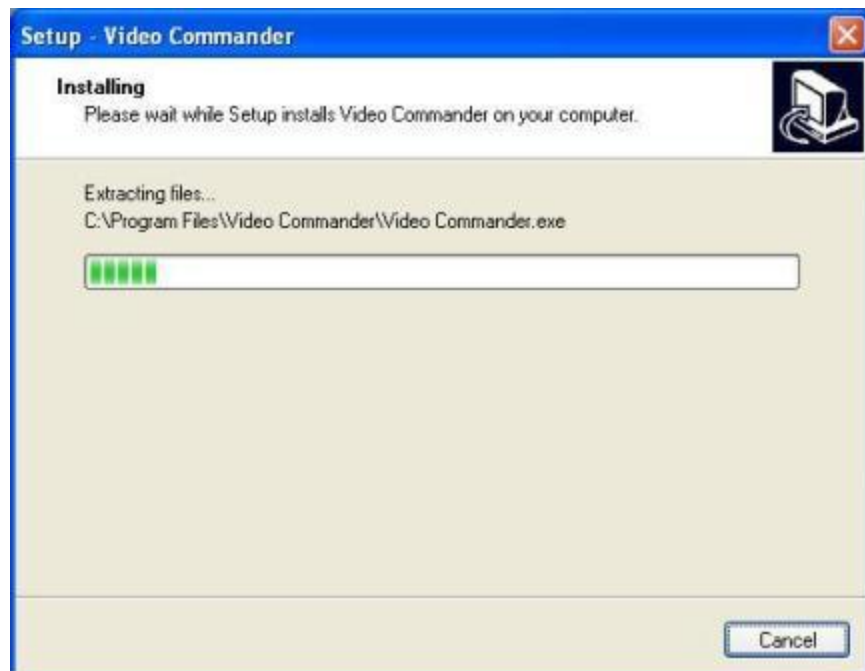 Setup - Video Commander
Installing
Please wait while Setup installs Video Commander on your computer.
Extracting files...
C:\Program Files\Video Commander\Video Commander.exe
Cancel